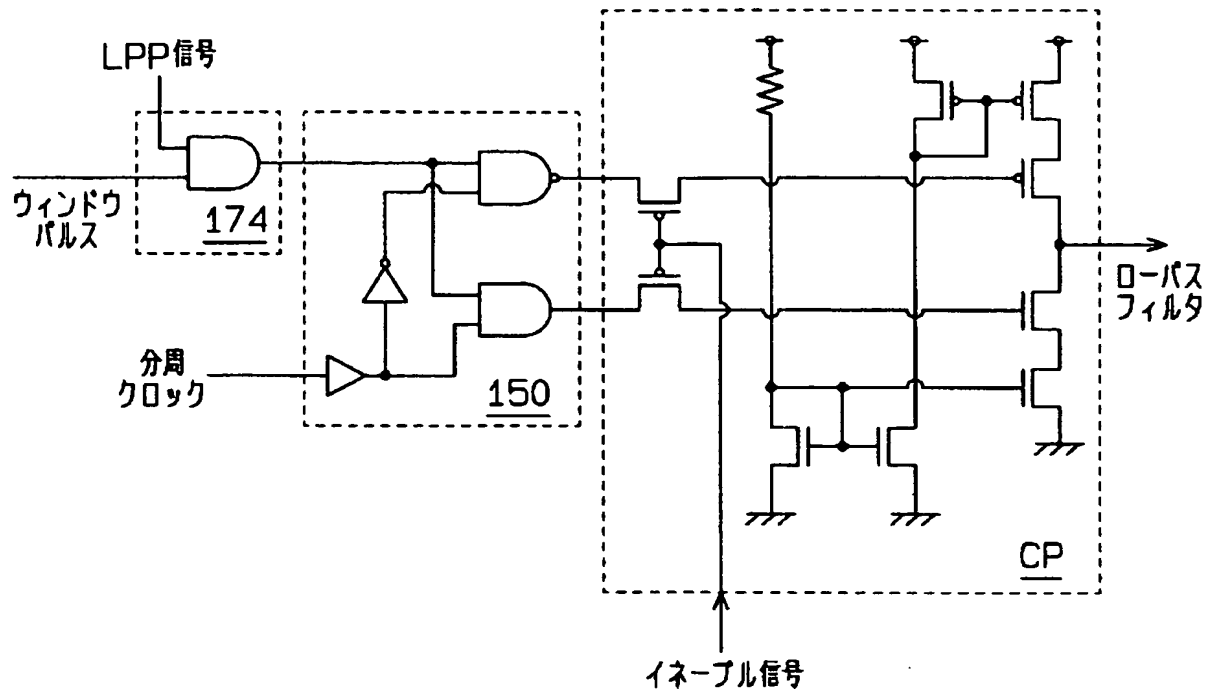 LPP信号
ウィンドウ
パルス
174
分周
クロック
150
ローパス
フィルタ
CP
イネーブル信号